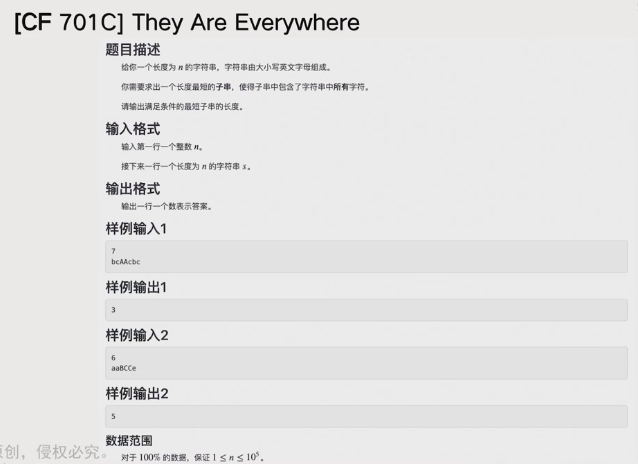 [CF 701C] They Are Everywhere
题目描述
给你一个长度为 n 的字符串，字符串由大小写英文字母组成。
你需要求出一个长度最短的子串，使得子串中包含了字符串中所有字符。
请输出满足条件的最短子串的长度。
输入格式
输入第一行一个整数 n。
接下来一行一个长度为 n 的字符串 s。
输出格式
输出一行一个数表示答案。
样例输入1
7
bcAAcbc
样例输出1
3
样例输入2
6
aaBCCe
样例输出2
5
数据范围
对于 100% 的数据，保证 1 ≤ n ≤ 10⁵。
原创，侵权必究。